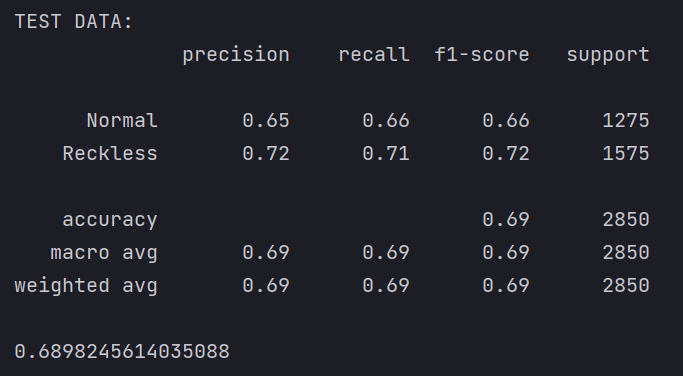 TEST DATA:
precision recall f1-score support
Normal 0.65 0.66 0.66 1275
Reckless 0.72 0.71 0.72 1575
accuracy 0.69 2850
macro avg 0.69 0.69 0.69 2850
weighted avg 0.69 0.69 0.69 2850
0.6898245614035088